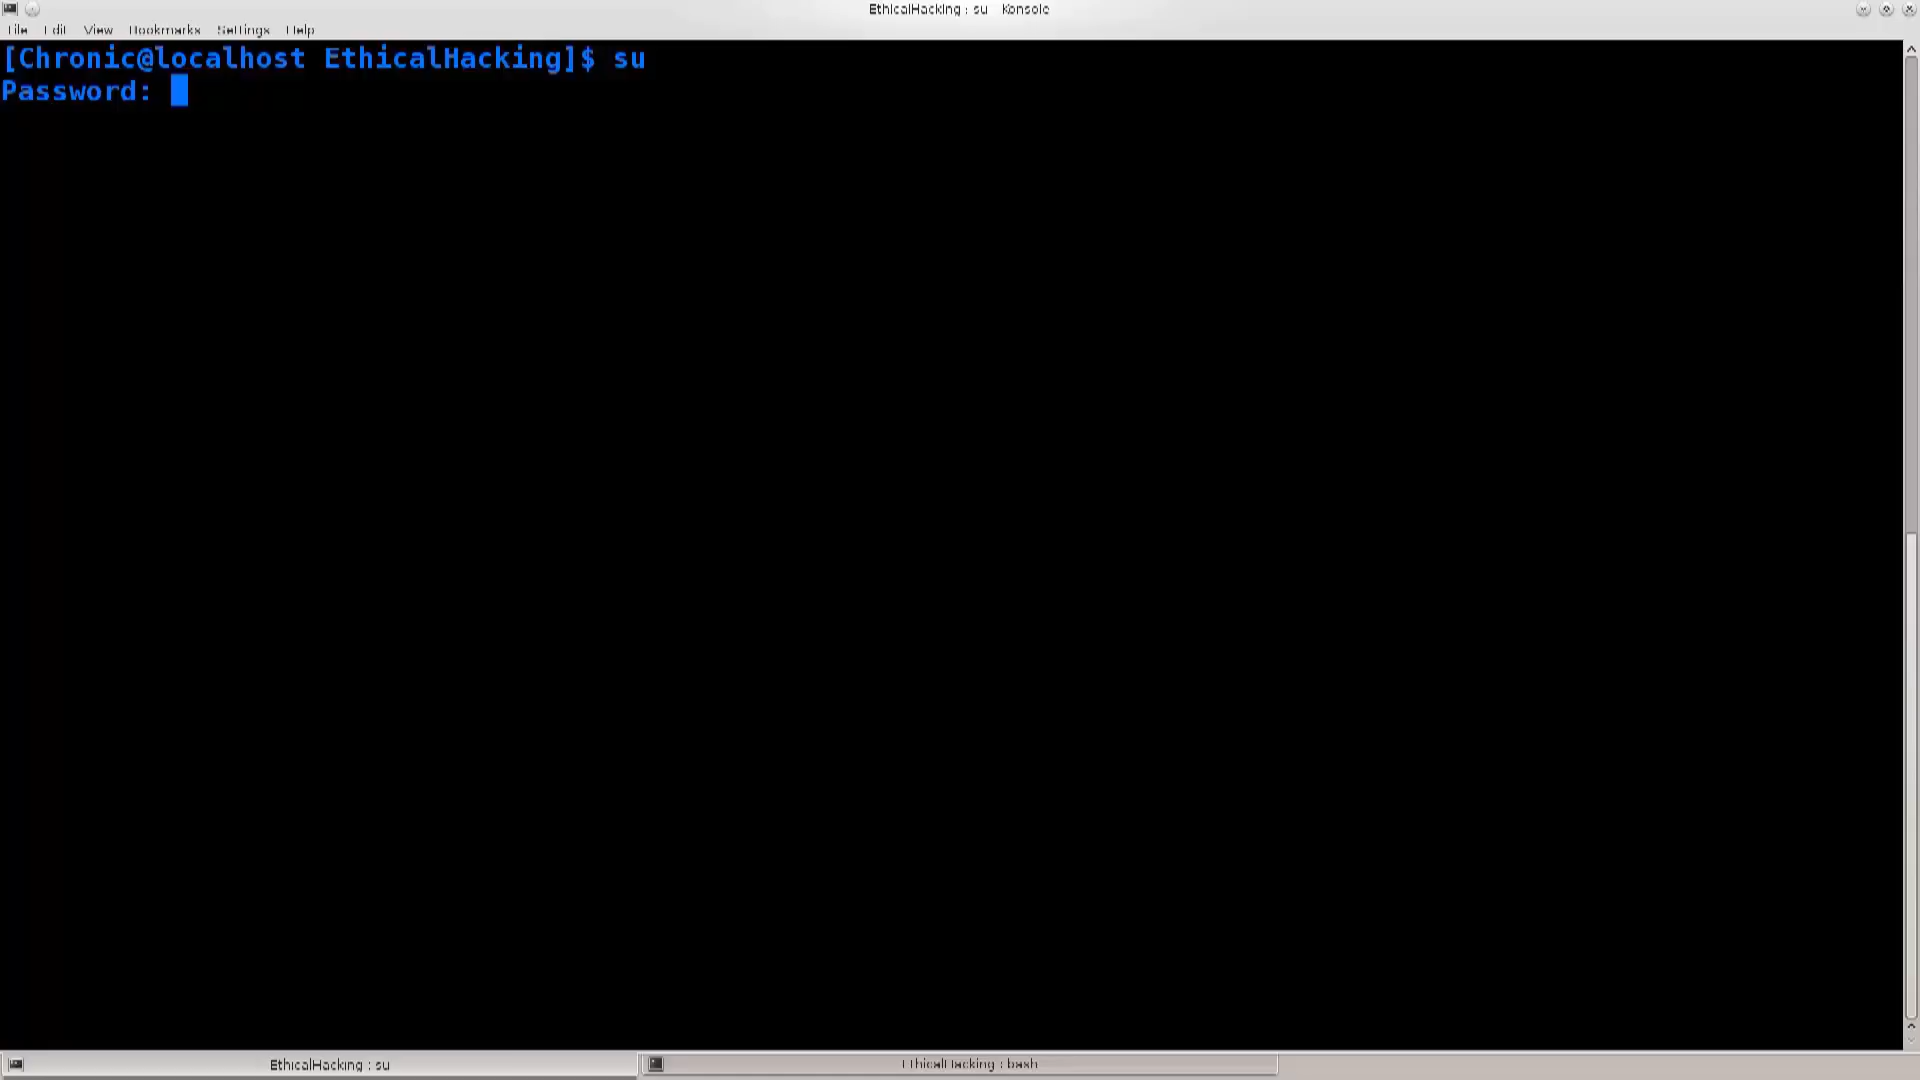 EthicalHacking : su   Konsole
File Edit View Bookmarks Settings Help
[Chronic@localhost EthicalHacking]$ su
Password:
EthicalHacking : su
EthicalHacking : bash